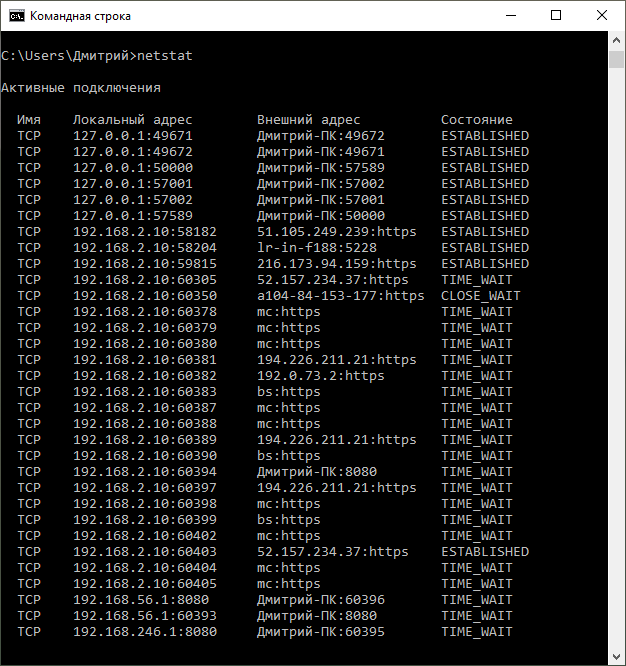 Командная строка
C:\Users\Дмитрий>netstat
Активные подключения
Имя Локальный адрес Внешний адрес Состояние
TCP 127.0.0.1:49671 Дмитрий-ПК:49672 ESTABLISHED
TCP 127.0.0.1:49672 Дмитрий-ПК:49671 ESTABLISHED
TCP 127.0.0.1:50000 Дмитрий-ПК:57589 ESTABLISHED
TCP 127.0.0.1:57001 Дмитрий-ПК:57002 ESTABLISHED
TCP 127.0.0.1:57002 Дмитрий-ПК:57001 ESTABLISHED
TCP 127.0.0.1:57589 Дмитрий-ПК:50000 ESTABLISHED
TCP 192.168.2.10:58182 51.105.249.239:https ESTABLISHED
TCP 192.168.2.10:58204 lr-in-f188:5228 ESTABLISHED
TCP 192.168.2.10:59815 216.173.94.159:https ESTABLISHED
TCP 192.168.2.10:60305 52.157.234.37:https TIME_WAIT
TCP 192.168.2.10:60350 a104-84-153-177:https CLOSE_WAIT
TCP 192.168.2.10:60378 mc:https TIME_WAIT
TCP 192.168.2.10:60379 mc:https TIME_WAIT
TCP 192.168.2.10:60380 mc:https TIME_WAIT
TCP 192.168.2.10:60381 194.226.211.21:https TIME_WAIT
TCP 192.168.2.10:60382 192.0.73.2:https TIME_WAIT
TCP 192.168.2.10:60383 bs:https TIME_WAIT
TCP 192.168.2.10:60387 mc:https TIME_WAIT
TCP 192.168.2.10:60388 mc:https TIME_WAIT
TCP 192.168.2.10:60389 194.226.211.21:https TIME_WAIT
TCP 192.168.2.10:60390 bs:https TIME_WAIT
TCP 192.168.2.10:60394 Дмитрий-ПК:8080 TIME_WAIT
TCP 192.168.2.10:60397 194.226.211.21:https TIME_WAIT
TCP 192.168.2.10:60398 mc:https TIME_WAIT
TCP 192.168.2.10:60399 bs:https TIME_WAIT
TCP 192.168.2.10:60402 mc:https TIME_WAIT
TCP 192.168.2.10:60403 52.157.234.37:https ESTABLISHED
TCP 192.168.2.10:60404 mc:https TIME_WAIT
TCP 192.168.2.10:60405 mc:https TIME_WAIT
TCP 192.168.56.1:8080 Дмитрий-ПК:60396 TIME_WAIT
TCP 192.168.56.1:60393 Дмитрий-ПК:8080 TIME_WAIT
TCP 192.168.246.1:8080 Дмитрий-ПК:60395 TIME_WAIT